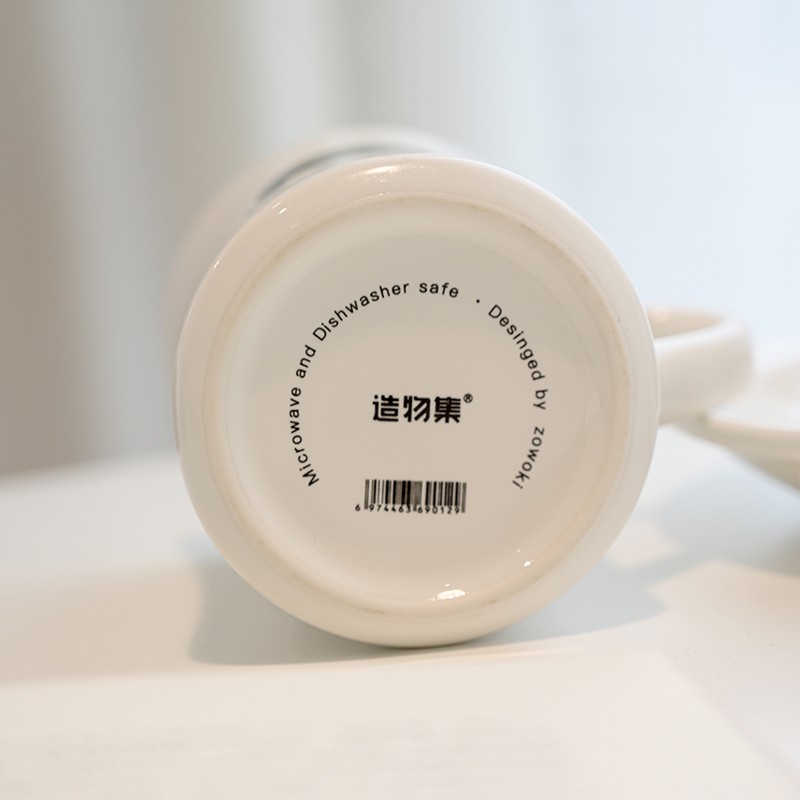 Microwave and Dishwasher safe · Desinged by zowoki
造物集®
6 974463 690129